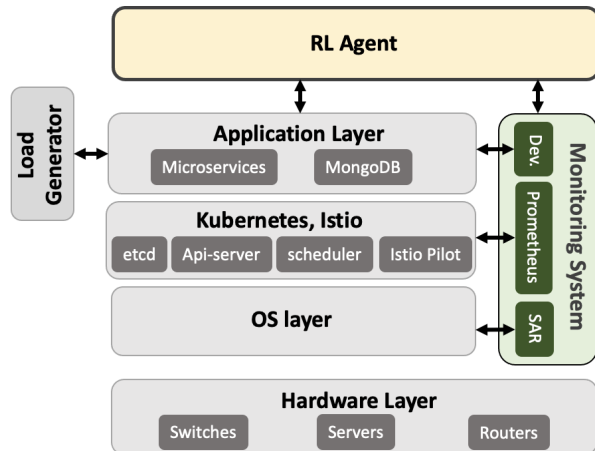 RL Agent
Load
Generator
Application Layer
Microservices
MongoDB
Kubernetes, Istio
etcd
Api-server
scheduler
Istio Pilot
OS layer
Dev.
Prometheus
SAR
Monitoring System
Hardware Layer
Switches
Servers
Routers